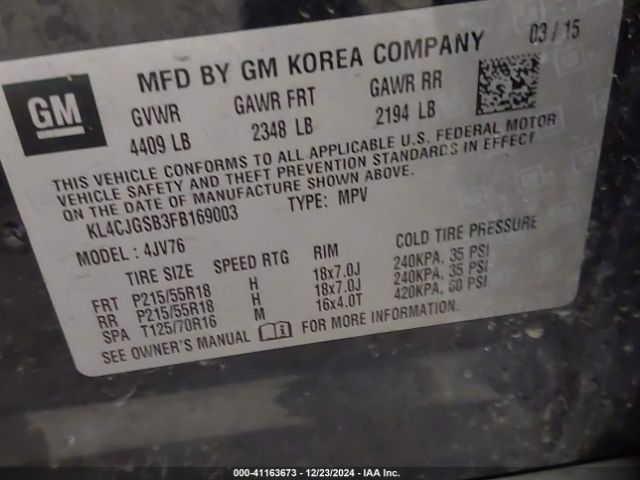 GM
MFD BY GM KOREA COMPANY 03 / 15
GVWR GAWR FRT GAWR RR
4409 LB 2348 LB 2194 LB
THIS VEHICLE CONFORMS TO ALL APPLICABLE U.S. FEDERAL MOTOR
VEHICLE SAFETY AND THEFT PREVENTION STANDARDS IN EFFECT
ON THE DATE OF MANUFACTURE SHOWN ABOVE.
KL4CJGSB3FB169003 TYPE: MPV
MODEL : 4JV76
TIRE SIZE SPEED RTG RIM COLD TIRE PRESSURE
FRT P215/55R18 H 18x7.0J 240KPA, 35 PSI
RR P215/55R18 H 18x7.0J 240KPA, 35 PSI
SPA T125/70R16 M 16x4.0T 420KPA, 60 PSI
SEE OWNER'S MANUAL FOR MORE INFORMATION.
000-41163673 - 12/23/2024 - IAA Inc.